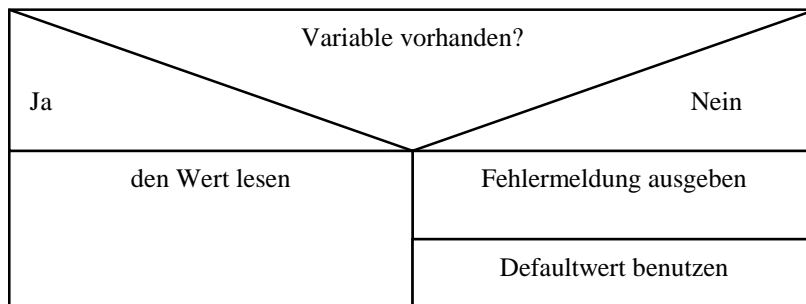 Variable vorhanden?
Ja
Nein
den Wert lesen
Fehlermeldung ausgeben
Defaultwert benutzen